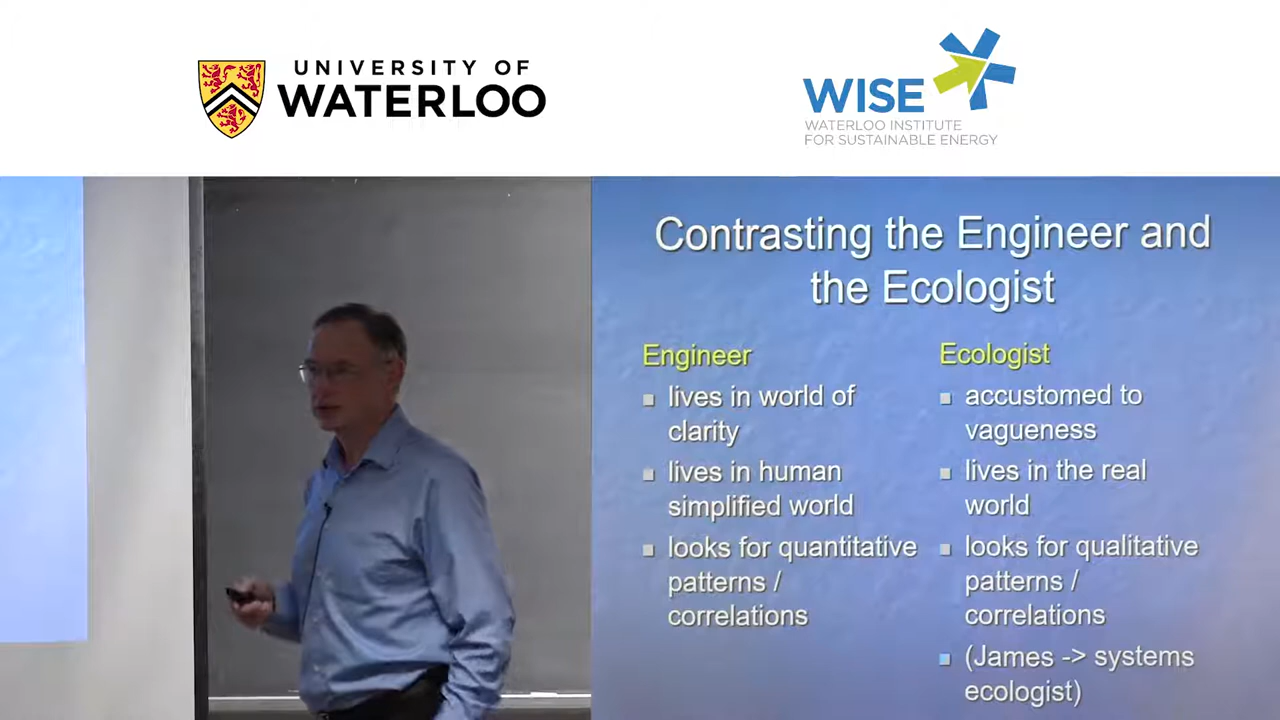 UNIVERSITY OF
WATERLOO
WISE
WATERLOO INSTITUTE
FOR SUSTAINABLE ENERGY
Contrasting the Engineer and
the Ecologist
Engineer
lives in world of
clarity
lives in human
simplified world
looks for quantitative
patterns /
correlations
Ecologist
accustomed to
vagueness
lives in the real
world
looks for qualitative
patterns /
correlations
(James -> systems
ecologist)